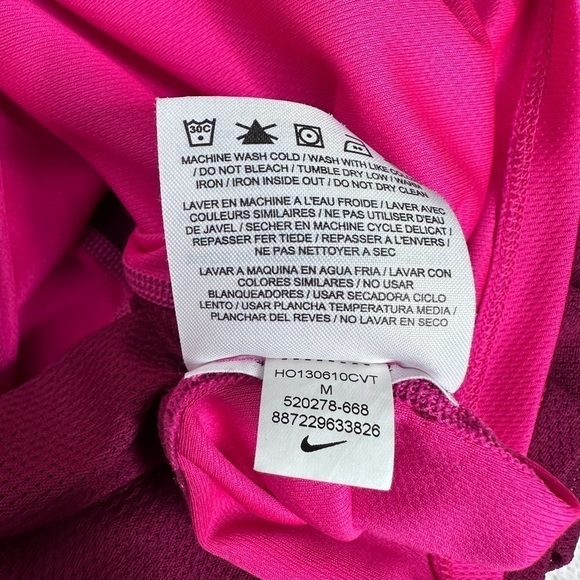 30C
MACHINE WASH COLD / WASH WITH LIKE
/ DO NOT BLEACH / TUMBLE DRY LOW / WARM
IRON / IRON INSIDE OUT / DO NOT DRY CLEAN
LAVER EN MACHINE A L'EAU FROIDE / LAVER AVEC
COULEURS SIMILAIRES / NE PAS UTILISER D'EAU
DE JAVEL / SECHER EN MACHINE CYCLE DELICAT /
REPASSER FER TIEDE / REPASSER A L'ENVERS /
NE PAS NETTOYER A SEC
LAVAR A MAQUINA EN AGUA FRIA / LAVAR CON
COLORES SIMILARES / NO USAR
BLANQUEADORES / USAR SECADORA CICLO
LENTO / USAR PLANCHA TEMPERATURA MEDIA /
PLANCHAR DEL REVES / NO LAVAR EN SECO
HO130610CVT
M
520278-668
887229633826